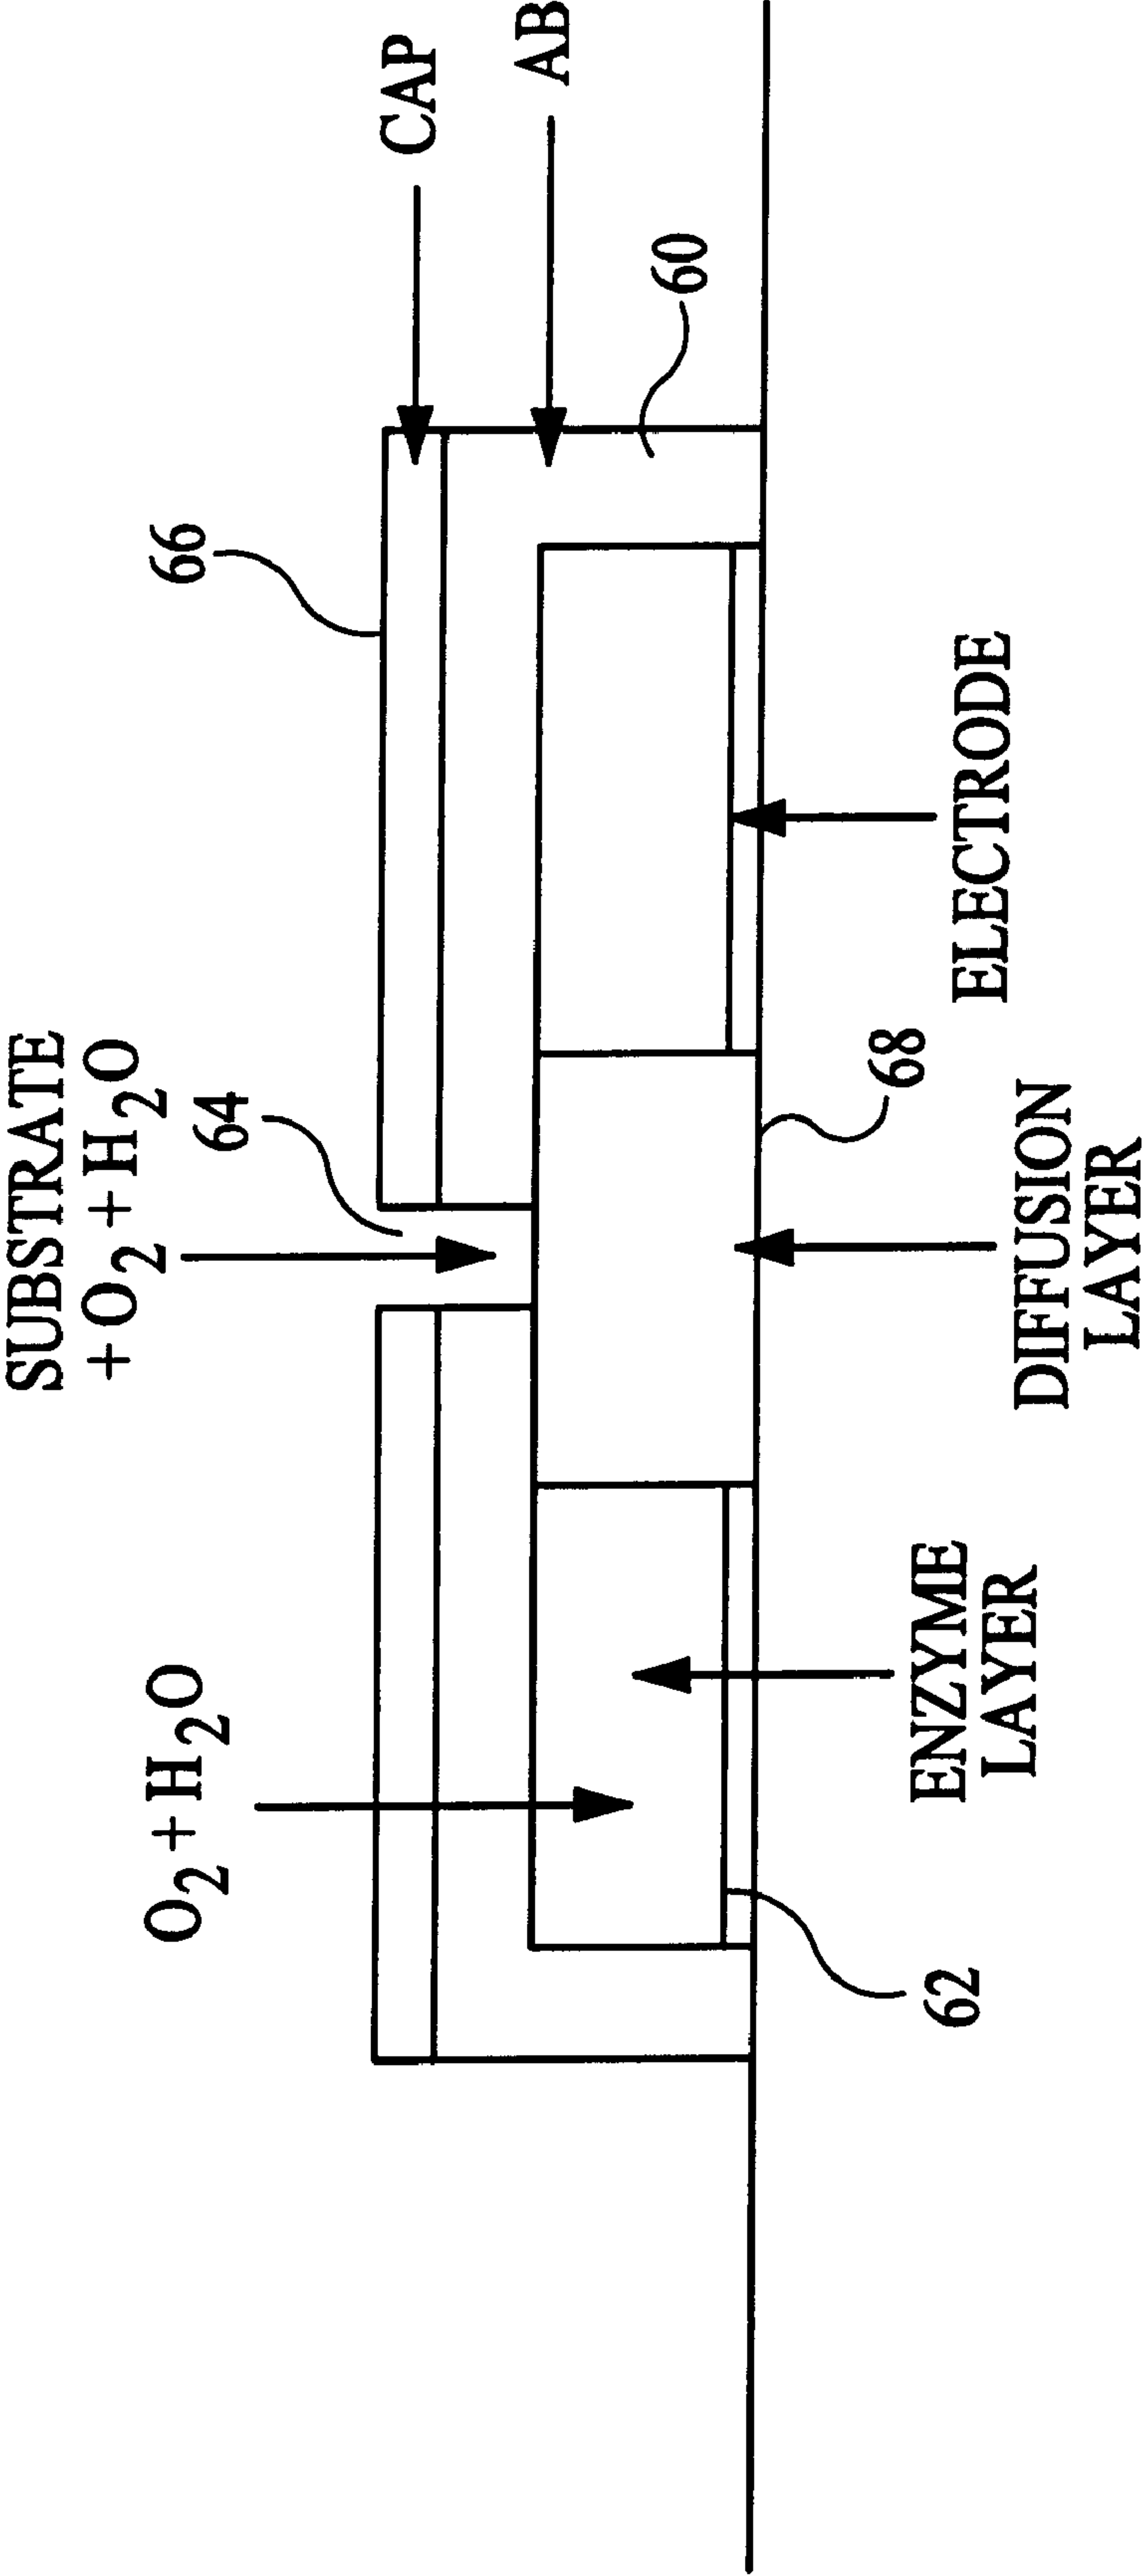 SUBSTRATE
+O2+H2O
64
O2+H2O
66
CAP
AB
60
62
ENZYME
LAYER
68
DIFFUSION
LAYER
ELECTRODE